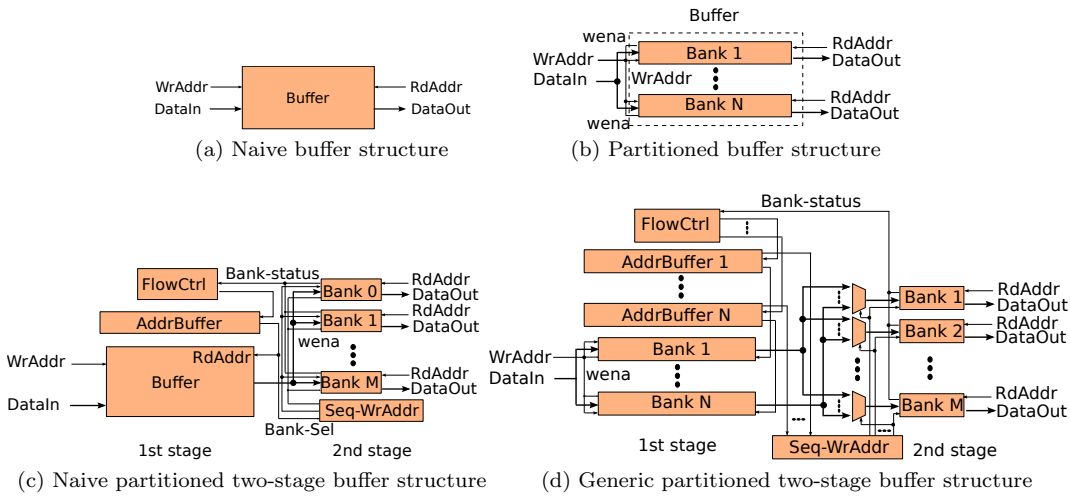 WrAddr
DataIn
Buffer
RdAddr
DataOut
(a) Naive buffer structure
Buffer
wena
WrAddr
DataIn
Bank 1
WrAddr
Bank N
wena
RdAddr
DataOut
RdAddr
DataOut
(b) Partitioned buffer structure
FlowCtrl
Bank-status
AddrBuffer
WrAddr
RdAddr
Buffer
DataIn
Bank 0
RdAddr
DataOut
Bank 1
RdAddr
DataOut
wena
Bank M
RdAddr
DataOut
Seq-WrAddr
Bank-Sel
1st stage
2nd stage
(c) Naive partitioned two-stage buffer structure
Bank-status
FlowCtrl
AddrBuffer 1
AddrBuffer N
WrAddr
DataIn
wena
Bank 1
Bank N
Bank 1
RdAddr
DataOut
Bank 2
RdAddr
DataOut
Bank M
RdAddr
DataOut
1st stage
Seq-WrAddr
2nd stage
(d) Generic partitioned two-stage buffer structure